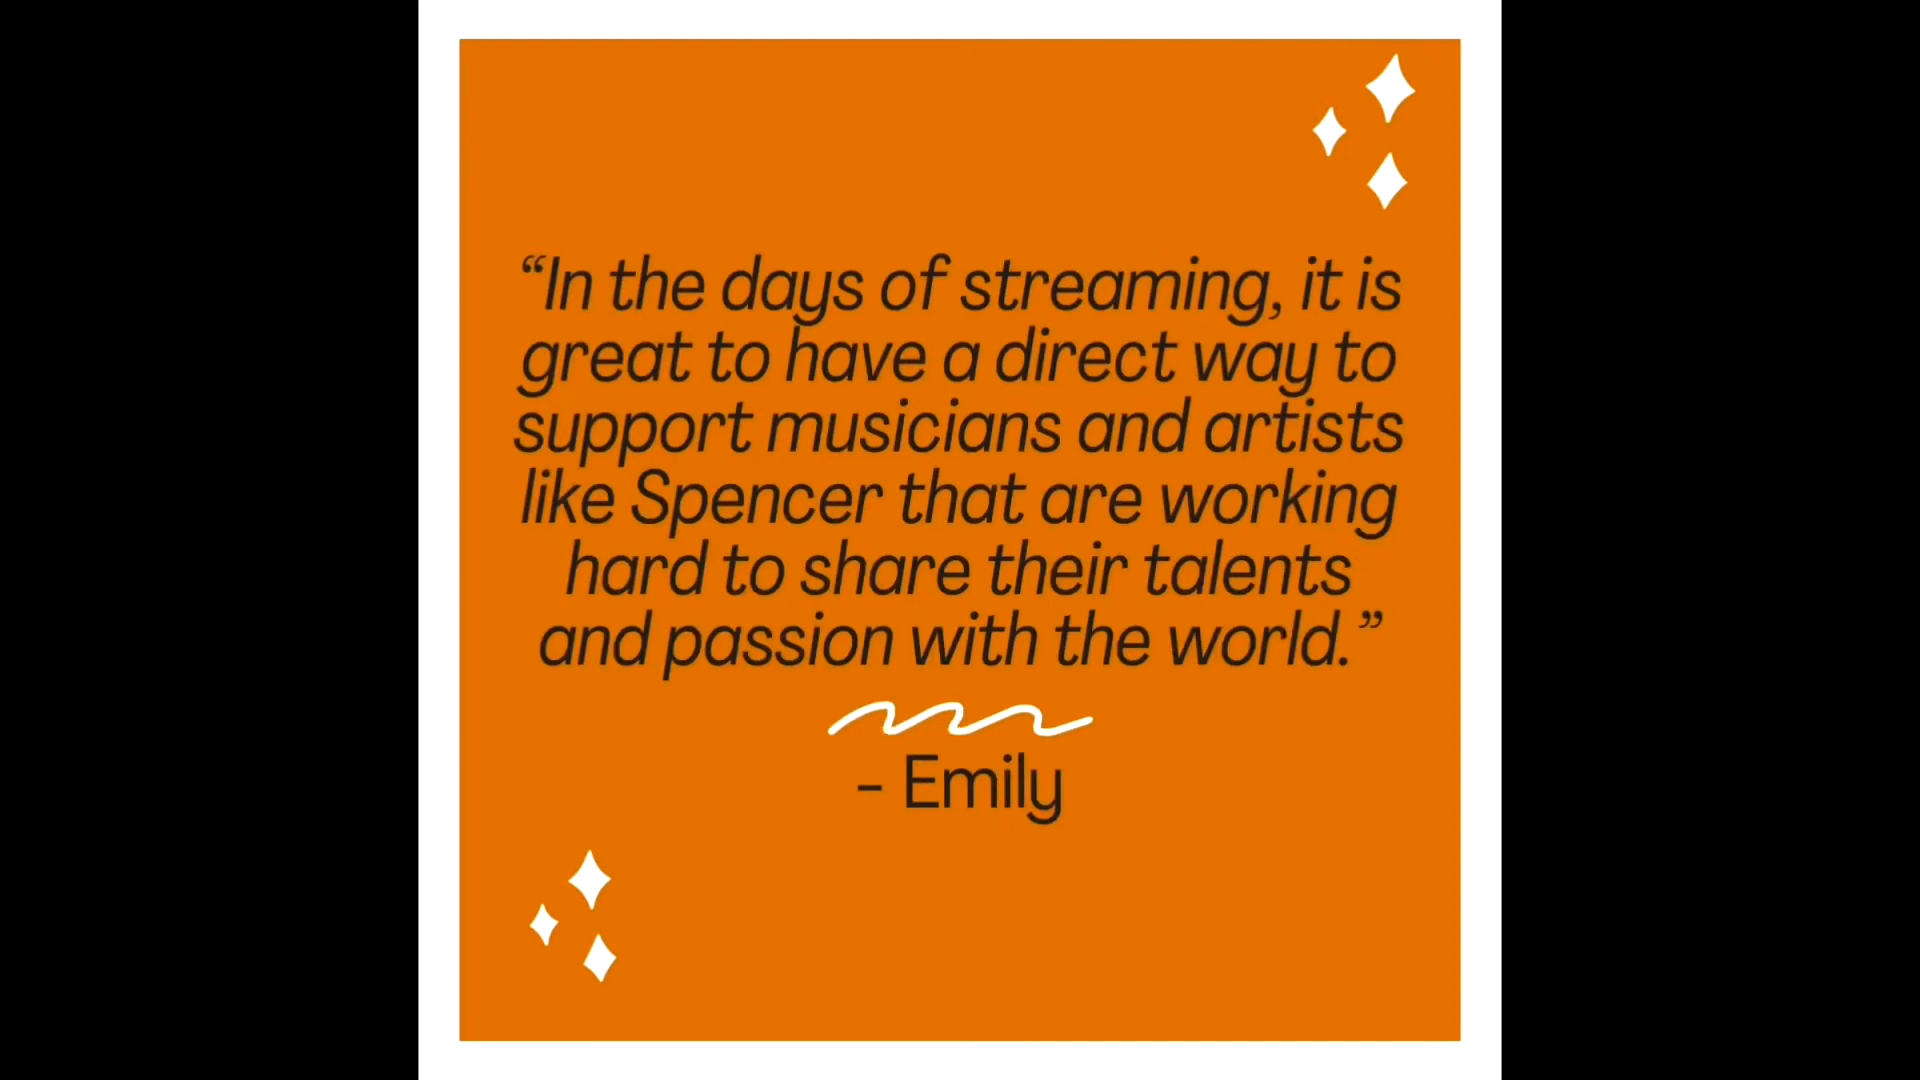 “In the days of streaming, it is
great to have a direct way to
support musicians and artists
like Spencer that are working
hard to share their talents
and passion with the world.”
- Emily